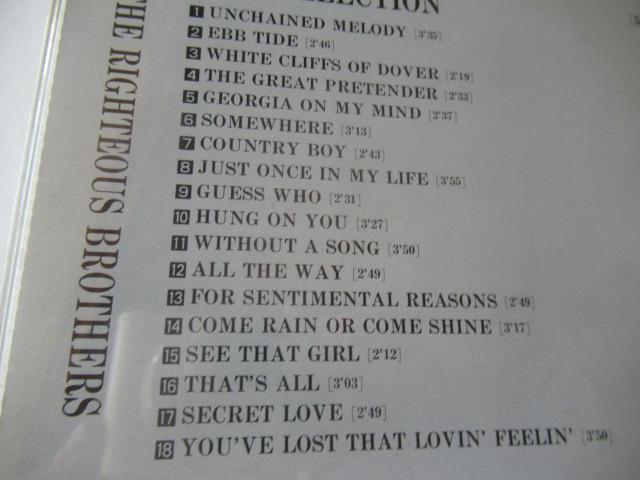 COLLECTION
1 UNCHAINED MELODY [3'35]
2 EBB TIDE [2'46]
3 WHITE CLIFFS OF DOVER [2'19]
4 THE GREAT PRETENDER [2'33]
5 GEORGIA ON MY MIND [2'37]
6 SOMEWHERE [3'13]
7 COUNTRY BOY [2'43]
8 JUST ONCE IN MY LIFE [3'55]
9 GUESS WHO [2'31]
10 HUNG ON YOU [3'27]
11 WITHOUT A SONG [3'50]
12 ALL THE WAY [2'49]
13 FOR SENTIMENTAL REASONS [2'49]
14 COME RAIN OR COME SHINE [3'17]
15 SEE THAT GIRL [2'12]
16 THAT'S ALL [3'03]
17 SECRET LOVE [2'49]
18 YOU'VE LOST THAT LOVIN' FEELIN' [3'50]
THE RIGHTEOUS BROTHERS